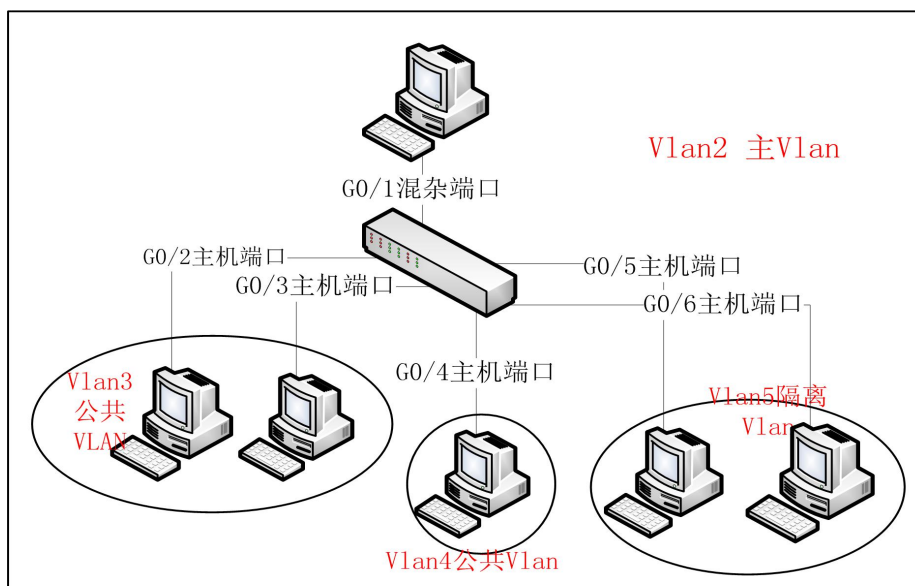 Vlan2 主Vlan
G0/1混杂端口
G0/2主机端口
G0/3主机端口
G0/5主机端口
G0/6主机端口
G0/4主机端口
Vlan3
公共
VLAN
Vlan5隔离
Vlan
Vlan4公共Vlan